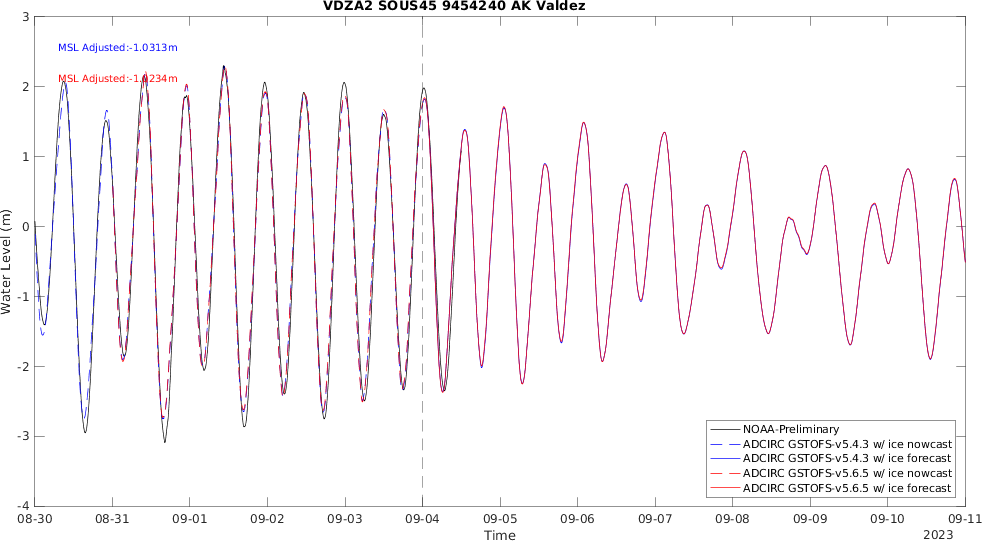 VDZA2 SOUS45 9454240 AK Valdez
3
MSL Adjusted:-1.0313m
MSL Adjusted:-1.0234m
2
1
0
-1
-2
-3
-4
Water Level (m)
NOAA-Preliminary
ADCIRC GSTOFS-v5.4.3 w/ ice nowcast
ADCIRC GSTOFS-v5.4.3 w/ ice forecast
ADCIRC GSTOFS-v5.6.5 w/ ice nowcast
ADCIRC GSTOFS-v5.6.5 w/ ice forecast
08-30 08-31 09-01 09-02 09-03 09-04 09-05 09-06 09-07 09-08 09-09 09-10 09-11
Time
2023